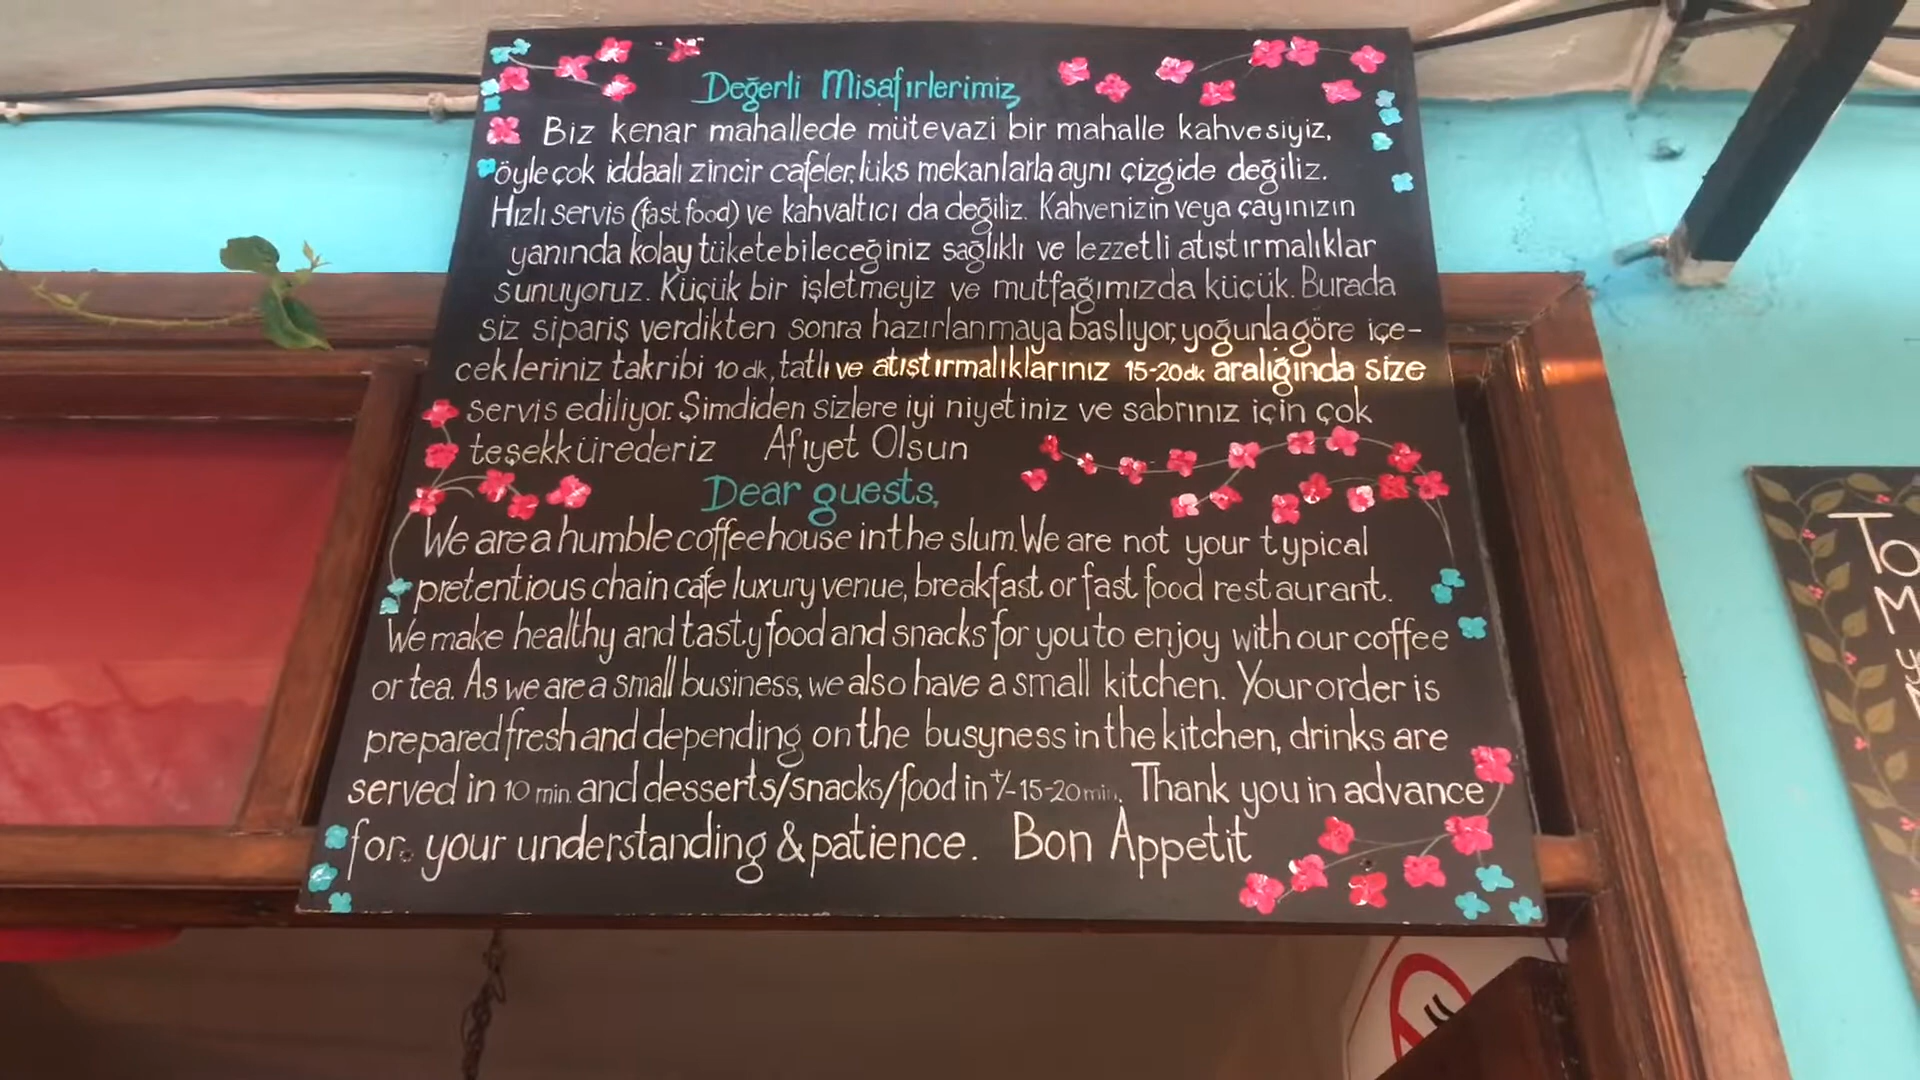 Değerli Misafirlerimiz
Biz kenar mahallede mütevazi bir mahalle kahvesiyiz,
öyle çok iddaalı zincir cafeler, lüks mekanlarla aynı çizgide değiliz.
Hızlı servis (fast food) ve kahvaltıcı da değiliz. Kahvenizin veya çayınızın
yanında kolay tüketebileceğiniz sağlıklı ve lezzetli atıştırmalıklar
sunuyoruz. Küçük bir işletmeyiz ve mutfağımızda küçük. Burada
siz sipariş verdikten sonra hazırlanmaya başlıyor, yoğunlağöre içe-
cekleriniz takribi 10 dk, tatlı ve atıştırmalıklarınız 15-20 dk aralığında size
servis ediliyor. Şimdiden sizlere iyi niyetiniz ve sabrınız için çok
teşekkürederiz Afiyet Olsun
Dear guests,
We are a humble coffeehouse in the slum. We are not your typical
pretentious chain cafe luxury venue, breakfast or fast food restaurant.
We make healthy and tasty food and snacks for you to enjoy with our coffee
or tea. As we are a small business, we also have a small kitchen. Your order is
prepared fresh and depending on the busyness in the kitchen, drinks are
served in 10 min. and desserts/snacks/food in +/- 15-20 min. Thank you in advance
for your understanding & patience. Bon Appetit
To
M